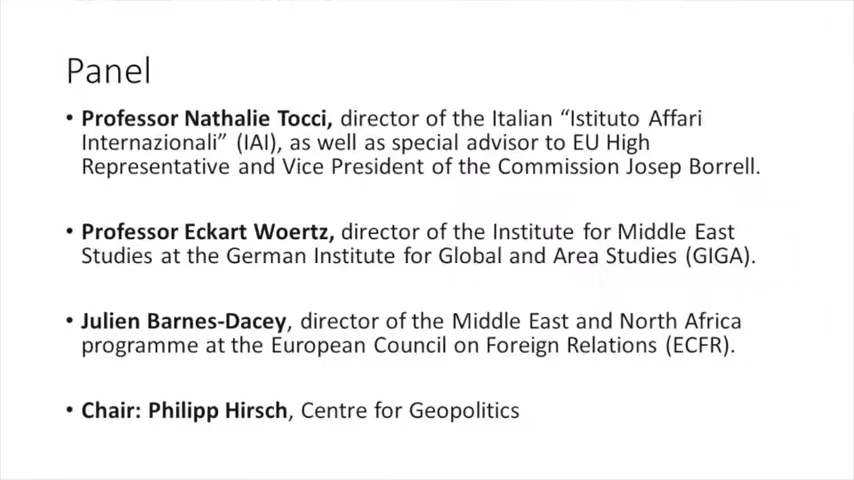 Panel
• Professor Nathalie Tocci, director of the Italian “Istituto Affari
Internazionali” (IAI), as well as special advisor to EU High
Representative and Vice President of the Commission Josep Borrell.
• Professor Eckart Woertz, director of the Institute for Middle East
Studies at the German Institute for Global and Area Studies (GIGA).
• Julien Barnes-Dacey, director of the Middle East and North Africa
programme at the European Council on Foreign Relations (ECFR).
• Chair: Philipp Hirsch, Centre for Geopolitics